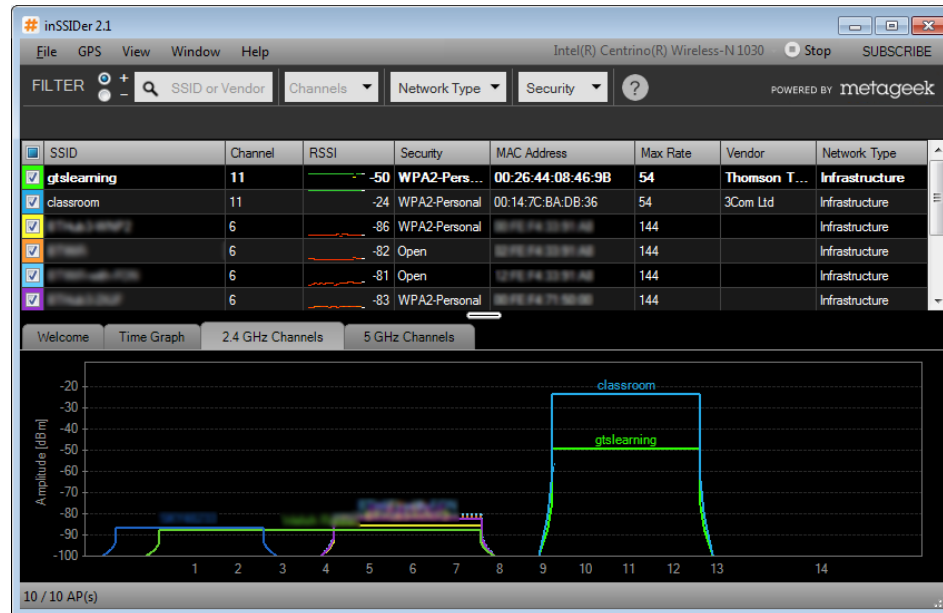 inSSIDer 2.1
File GPS View Window Help Intel(R) Centrino(R) Wireless-N 1030 Stop SUBSCRIBE
FILTER + - SSID or Vendor Channels Network Type Security ? POWERED BY metageek
SSID Channel RSSI Security MAC Address Max Rate Vendor Network Type
gtslearning 11 -50 WPA2-Pers... 00:26:44:08:46:9B 54 Thomson T... Infrastructure
classroom 11 -24 WPA2-Personal 00:14:7C:BA:DB:36 54 3Com Ltd Infrastructure
6 -86 WPA2-Personal 144 Infrastructure
6 -82 Open 144 Infrastructure
6 -81 Open 144 Infrastructure
6 -83 WPA2-Personal 144 Infrastructure
Welcome Time Graph 2.4 GHz Channels 5 GHz Channels
Amplitude [dBm]
-20
-30
-40
-50
-60
-70
-80
-90
-100
classroom
gtslearning
1 2 3 4 5 6 7 8 9 10 11 12 13 14
10 / 10 AP(s)